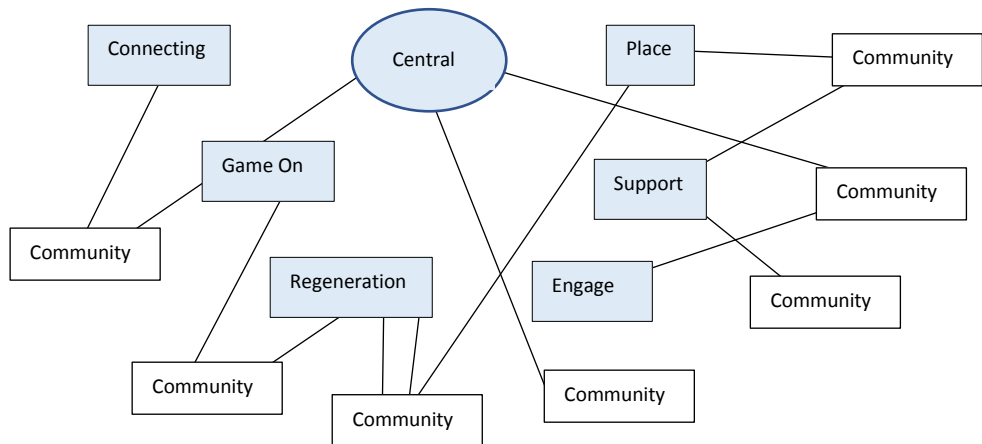 Connecting
Central
Place
Community
Game On
Support
Community
Community
Regeneration
Engage
Community
Community
Community
Community